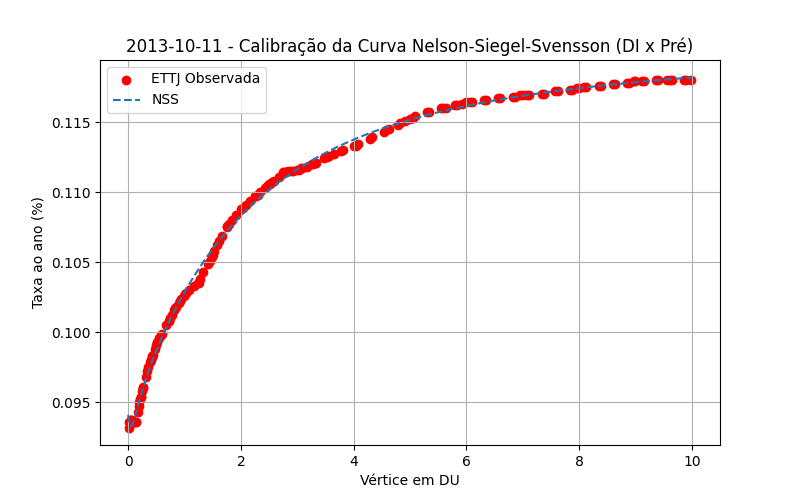 2013-10-11 - Calibração da Curva Nelson-Siegel-Svensson (DI x Pré)
ETTJ Observada
NSS
Taxa ao ano (%)
0.115
0.110
0.105
0.100
0.095
0 2 4 6 8 10
Vértice em DU